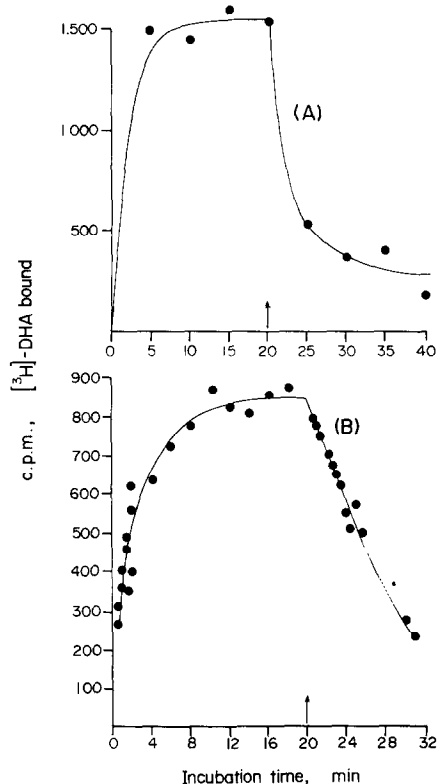 1.500
(A)
1 000
500
0 5 10 15 20 25 30 35 40
c.p.m., [³H]-DHA bound
900
(B)
800
700
600
500
400
300
200
100
0 4 8 12 16 20 24 28 32
Incubation time, min